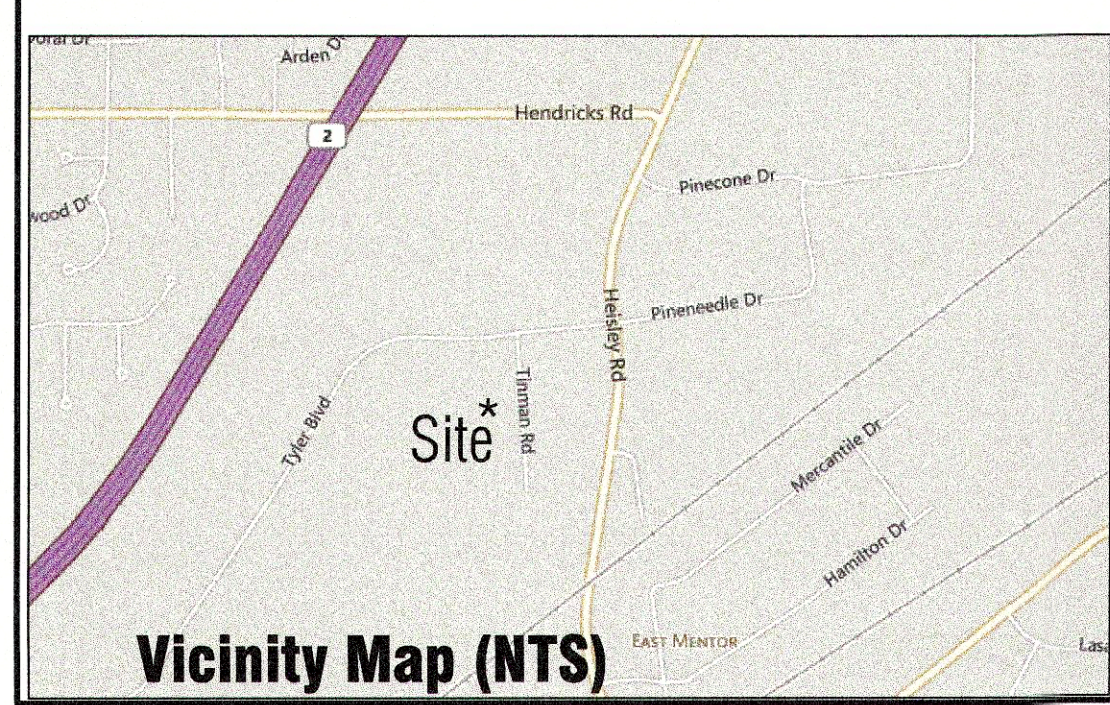 Arden Dr
2
Hendricks Rd
Pinecone Dr
wood Dr
Pineneedle Dr
Heisley Rd
Tinman Rd
Tyler Blvd
Site*
Mercantile Dr
Hamilton Dr
EAST MENTOR
Vicinity Map (NTS)